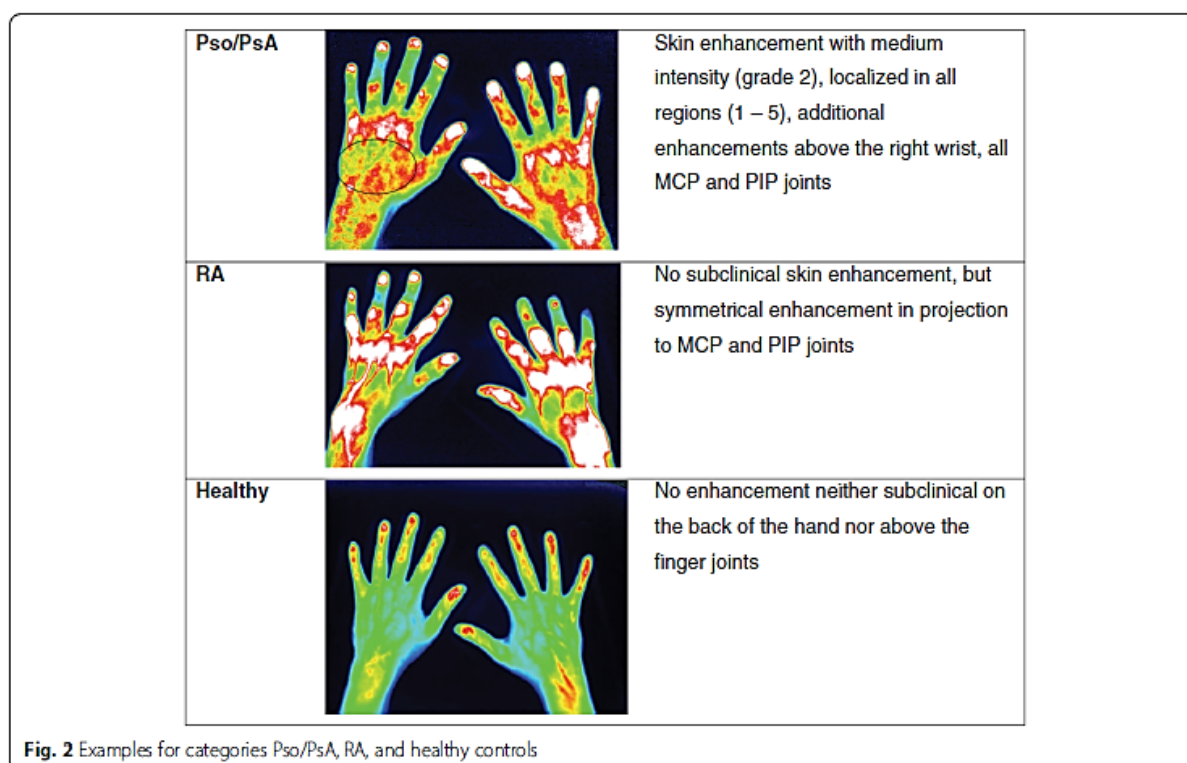 Pso/PsA
Skin enhancement with medium
intensity (grade 2), localized in all
regions (1 – 5), additional
enhancements above the right wrist, all
MCP and PIP joints
RA
No subclinical skin enhancement, but
symmetrical enhancement in projection
to MCP and PIP joints
Healthy
No enhancement neither subclinical on
the back of the hand nor above the
finger joints
Fig. 2 Examples for categories Pso/PsA, RA, and healthy controls